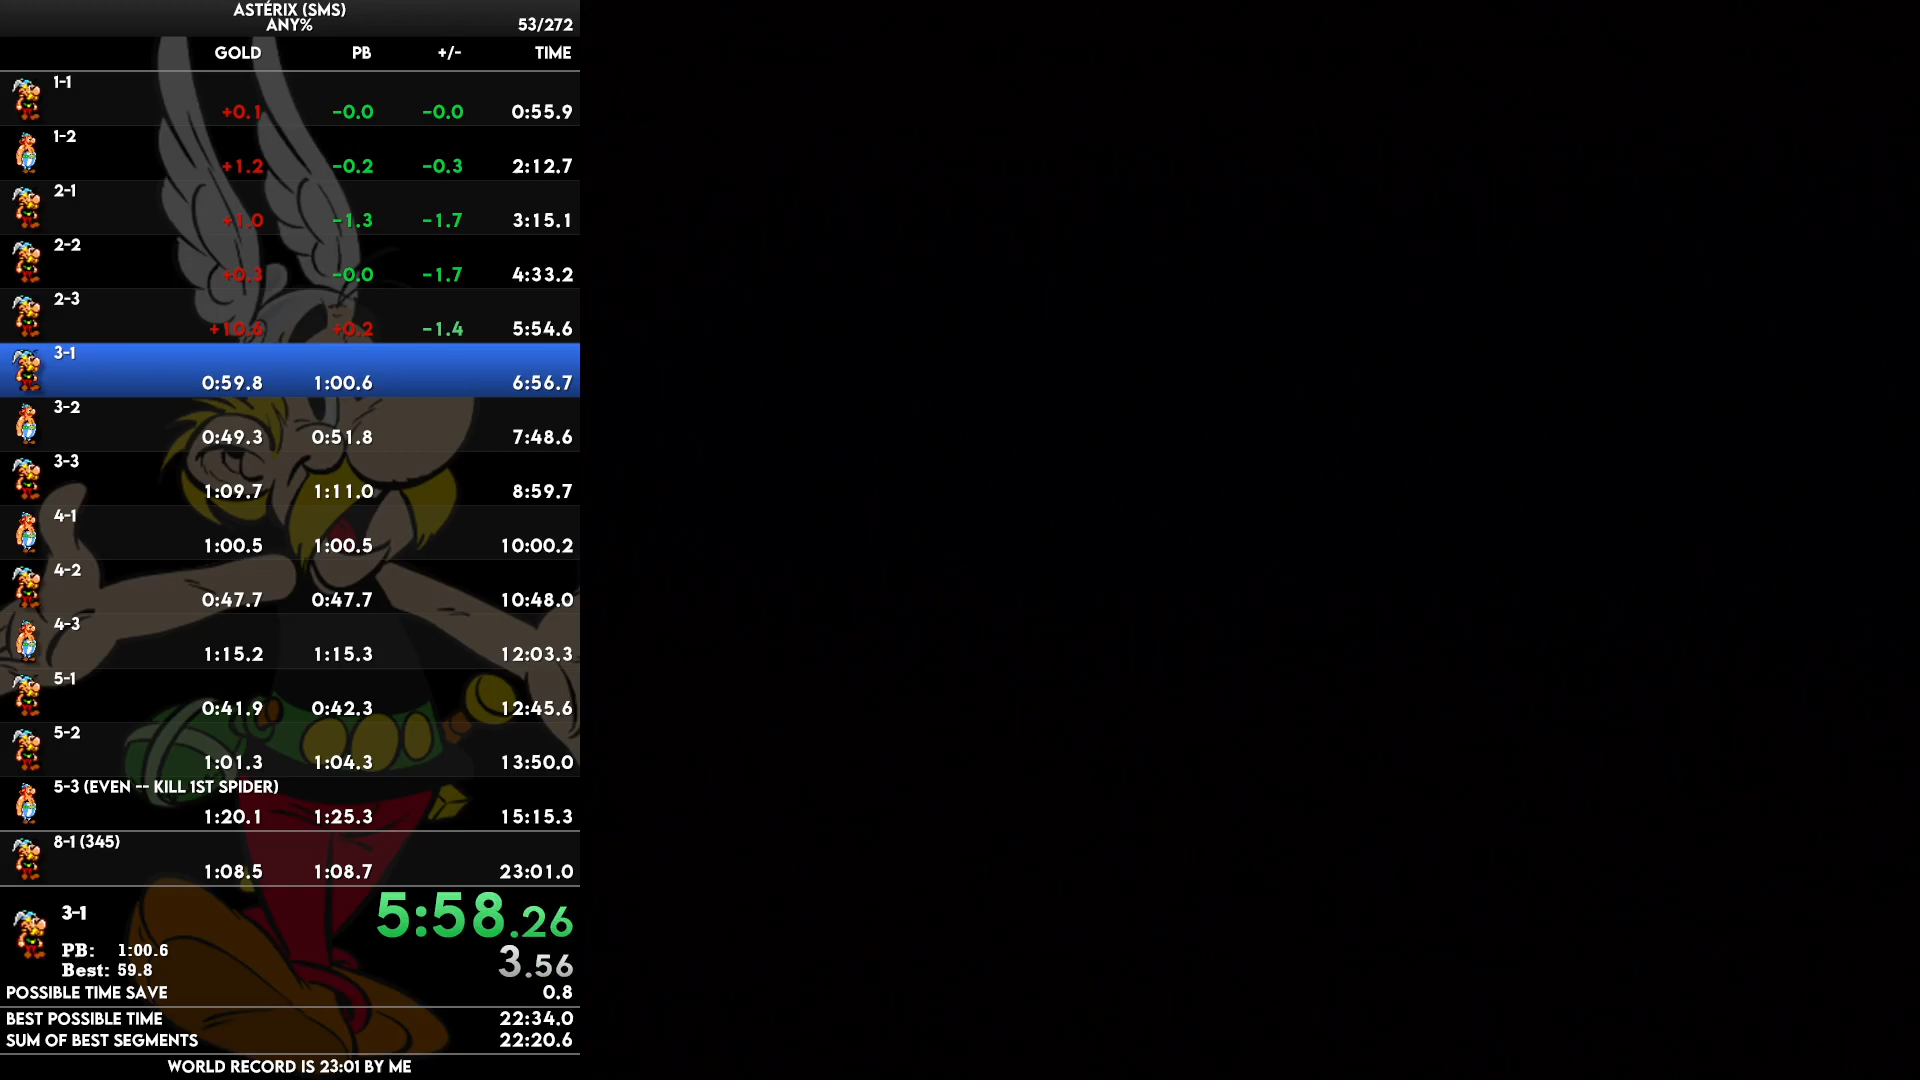 ASTÉRIX (SMS)
ANY% 53/272
GOLD PB +/- TIME
1-1
+0.1 -0.0 -0.0 0:55.9
1-2
+1.2 -0.2 -0.3 2:12.7
2-1
+1.0 -1.3 -1.7 3:15.1
2-2
+0.3 -0.0 -1.7 4:33.2
2-3
+10.6 +0.2 -1.4 5:54.6
3-1
0:59.8 1:00.6 6:56.7
3-2
0:49.3 0:51.8 7:48.6
3-3
1:09.7 1:11.0 8:59.7
4-1
1:00.5 1:00.5 10:00.2
4-2
0:47.7 0:47.7 10:48.0
4-3
1:15.2 1:15.3 12:03.3
5-1
0:41.9 0:42.3 12:45.6
5-2
1:01.3 1:04.3 13:50.0
5-3 (EVEN -- KILL 1ST SPIDER)
1:20.1 1:25.3 15:15.3
8-1 (345)
1:08.5 1:08.7 23:01.0
3-1 5:58.26
PB: 1:00.6 3.56
Best: 59.8
POSSIBLE TIME SAVE 0.8
BEST POSSIBLE TIME 22:34.0
SUM OF BEST SEGMENTS 22:20.6
WORLD RECORD IS 23:01 BY ME